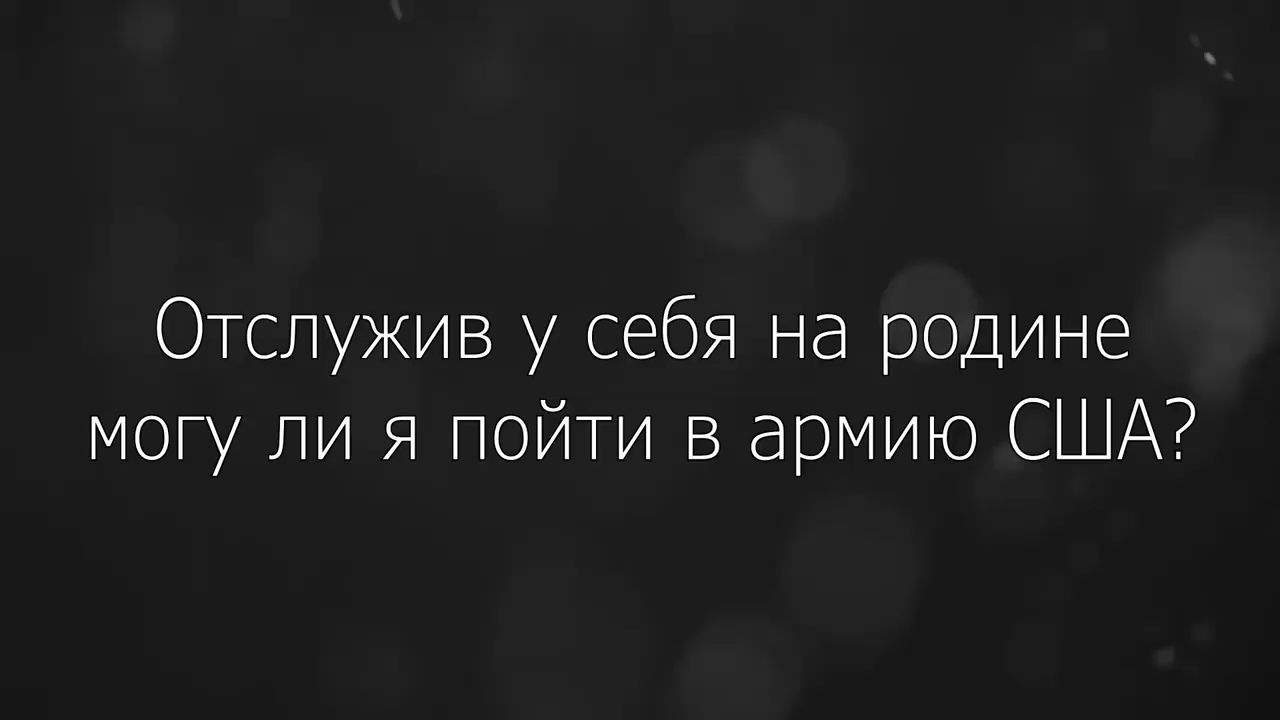 Отслужив у себя на родине
могу ли я пойти в армию США?